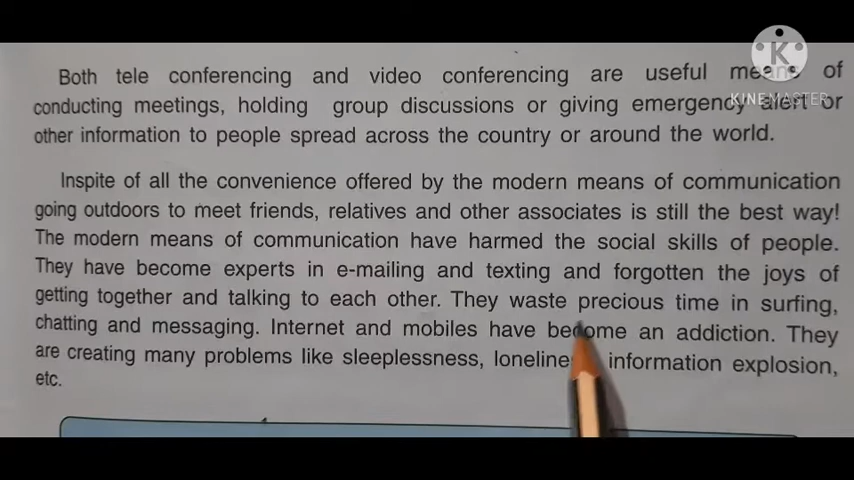 Both tele conferencing and video conferencing are useful means of
conducting meetings, holding group discussions or giving emergency alert or
other information to people spread across the country or around the world.
Inspite of all the convenience offered by the modern means of communication
going outdoors to meet friends, relatives and other associates is still the best way!
The modern means of communication have harmed the social skills of people.
They have become experts in e-mailing and texting and forgotten the joys of
getting together and talking to each other. They waste precious time in surfing,
chatting and messaging. Internet and mobiles have become an addiction. They
are creating many problems like sleeplessness, loneliness, information explosion,
etc.
K
KINEMASTER